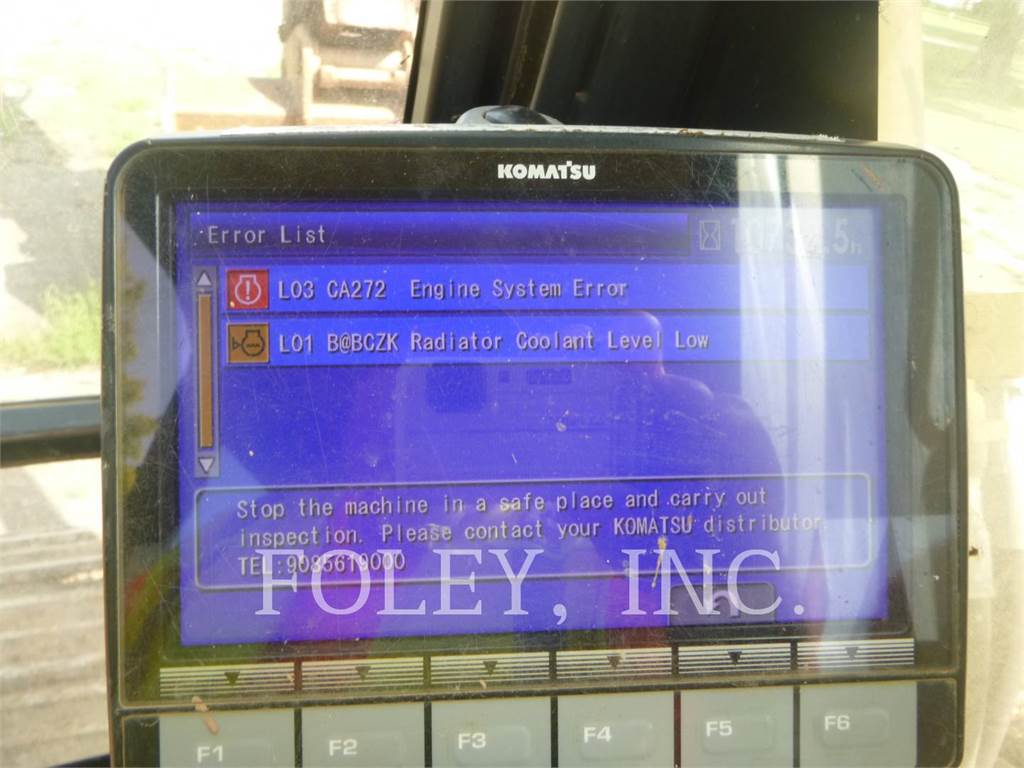 KOMATSU
Error List
L03 CA272 Engine System Error
L01 B@BCZK Radiator Coolant Level Low
Stop the machine in a safe place and carry out
inspection. Please contact your KOMATSU distributor.
TEL:9085619000
FOLEY, INC.
F1 F2 F3 F4 F5 F6